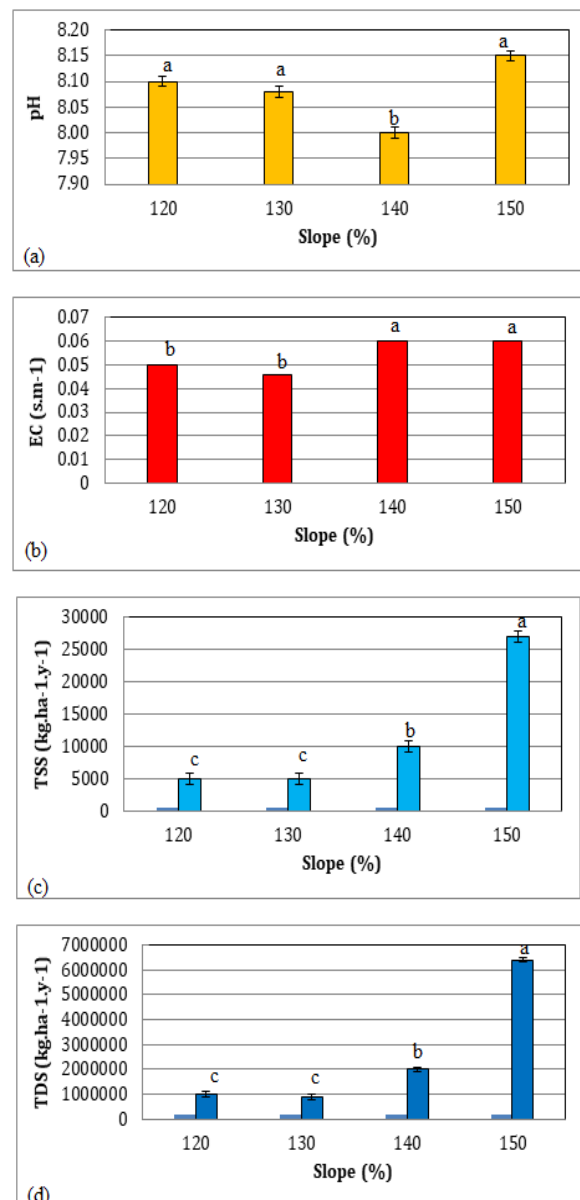 8.20
8.15
8.10
8.05
8.00
7.95
7.90
pH
a
a
b
a
120 130 140 150
Slope (%)
(a)
0.07
0.06
0.05
0.04
0.03
0.02
0.01
0
EC (s.m-1)
b
b
a
a
120 130 140 150
Slope (%)
(b)
30000
25000
20000
15000
10000
5000
0
TSS (kg.ha-1.y-1)
c
c
b
a
120 130 140 150
Slope (%)
(c)
7000000
6000000
5000000
4000000
3000000
2000000
1000000
0
TDS (kg.ha-1.y-1)
c
c
b
a
120 130 140 150
Slope (%)
(d)